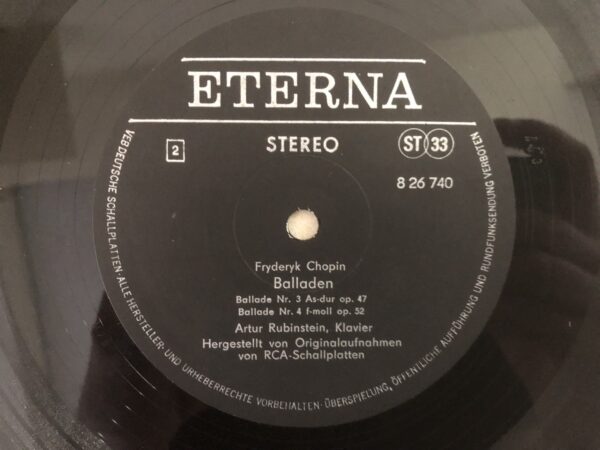 ETERNA
2
STEREO
ST 33
8 26 740
Fryderyk Chopin
Balladen
Ballade Nr. 3 As-dur op. 47
Ballade Nr. 4 f-moll op. 52
Artur Rubinstein, Klavier
Hergestellt von Originalaufnahmen
von RCA-Schallplatten
VEB DEUTSCHE SCHALLPLATTEN · ALLE HERSTELLER- UND URHEBERRECHTE VORBEHALTEN · ÜBERSPIELUNG, ÖFFENTLICHE AUFFÜHRUNG UND RUNDFUNKSENDUNG VERBOTEN